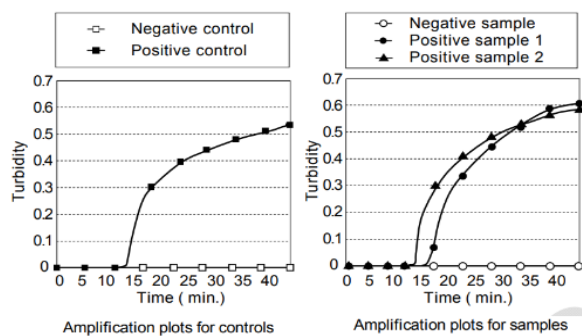 Negative control
Positive control
0.7
0.6
0.5
0.4
0.3
0.2
0.1
0
Turbidity
0 5 10 15 20 25 30 35 40
Time ( min.)
Amplification plots for controls
Negative sample
Positive sample 1
Positive sample 2
0.7
0.6
0.5
0.4
0.3
0.2
0.1
0
Turbidity
0 5 10 15 20 25 30 35 40
Time ( min.)
Amplification plots for samples